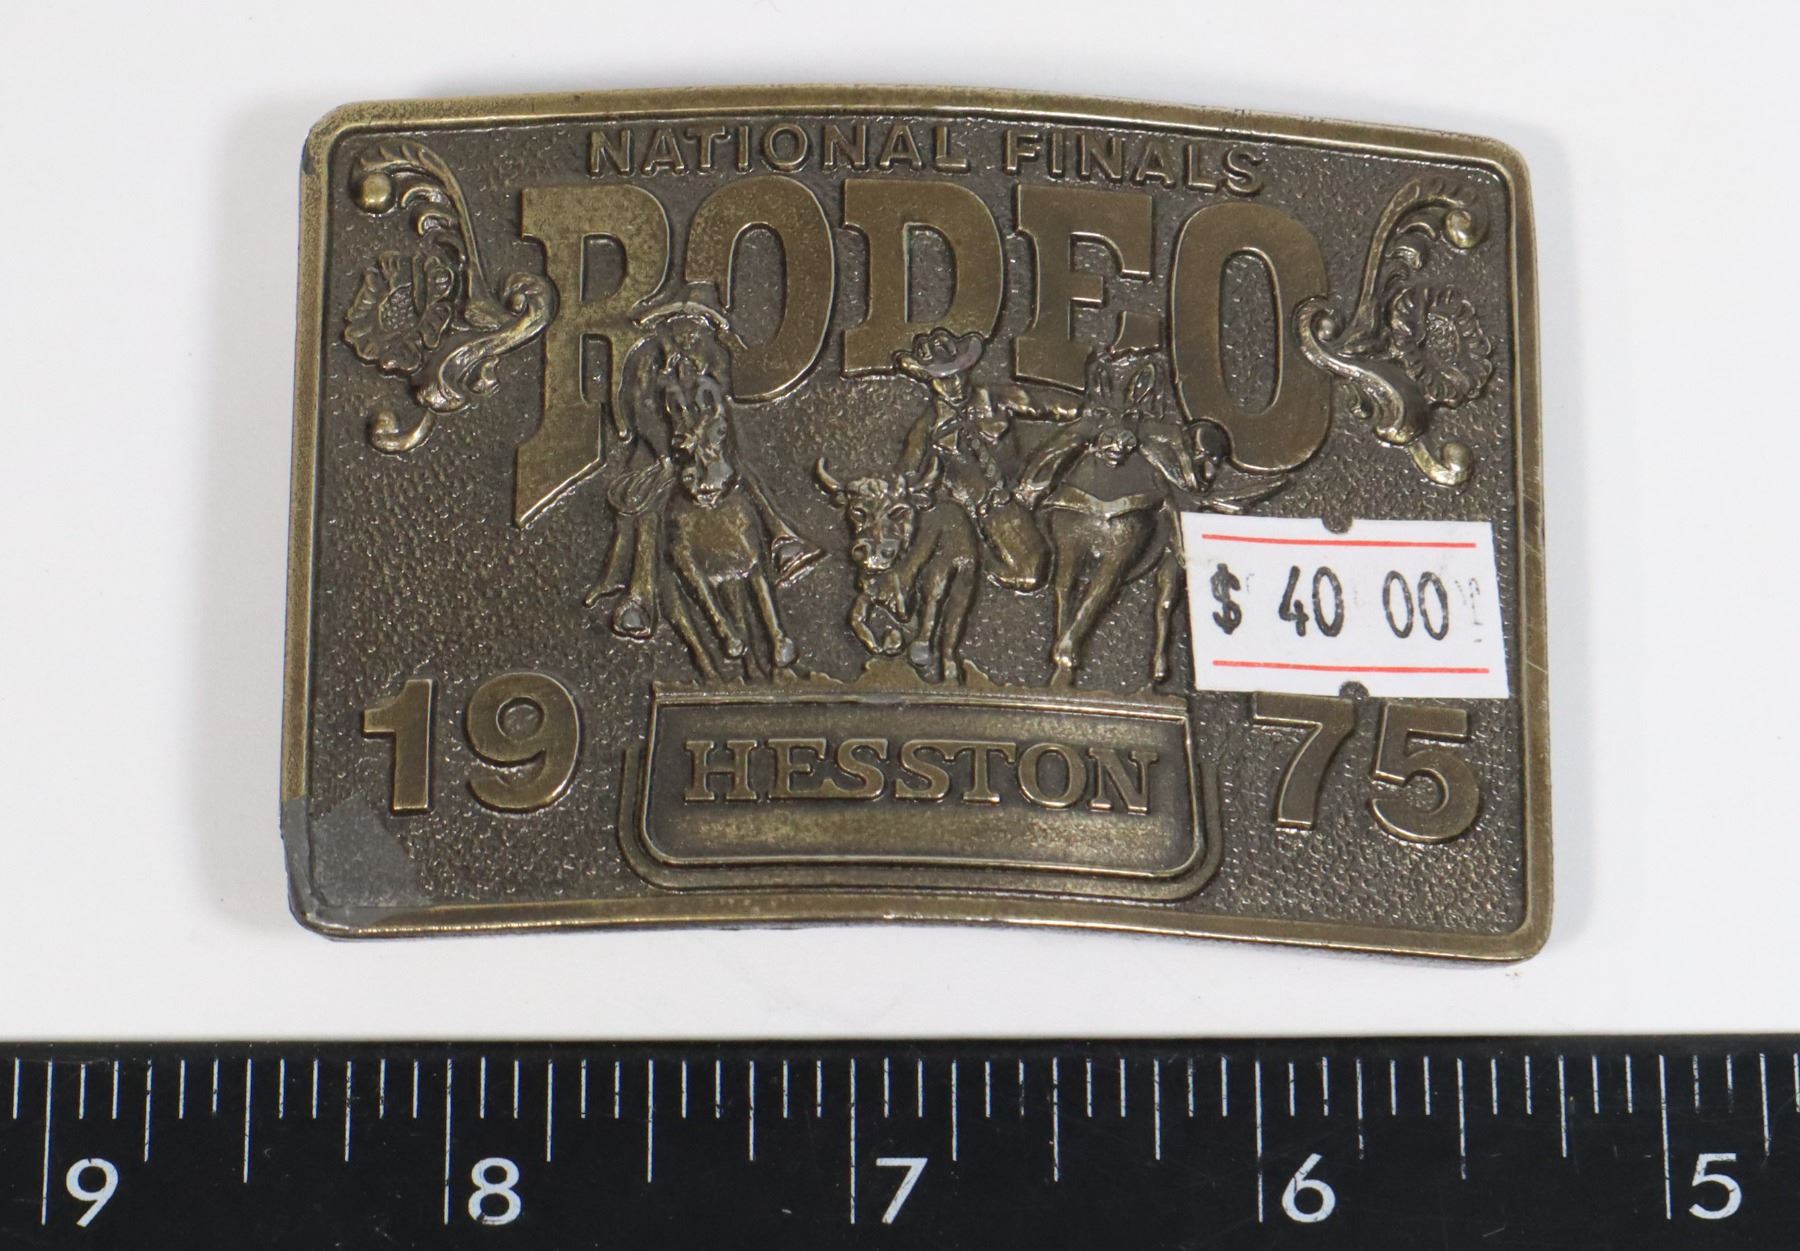 NATIONAL FINALS
RODEO
$ 40 00
19 75
HESSTON
9 8 7 6 5